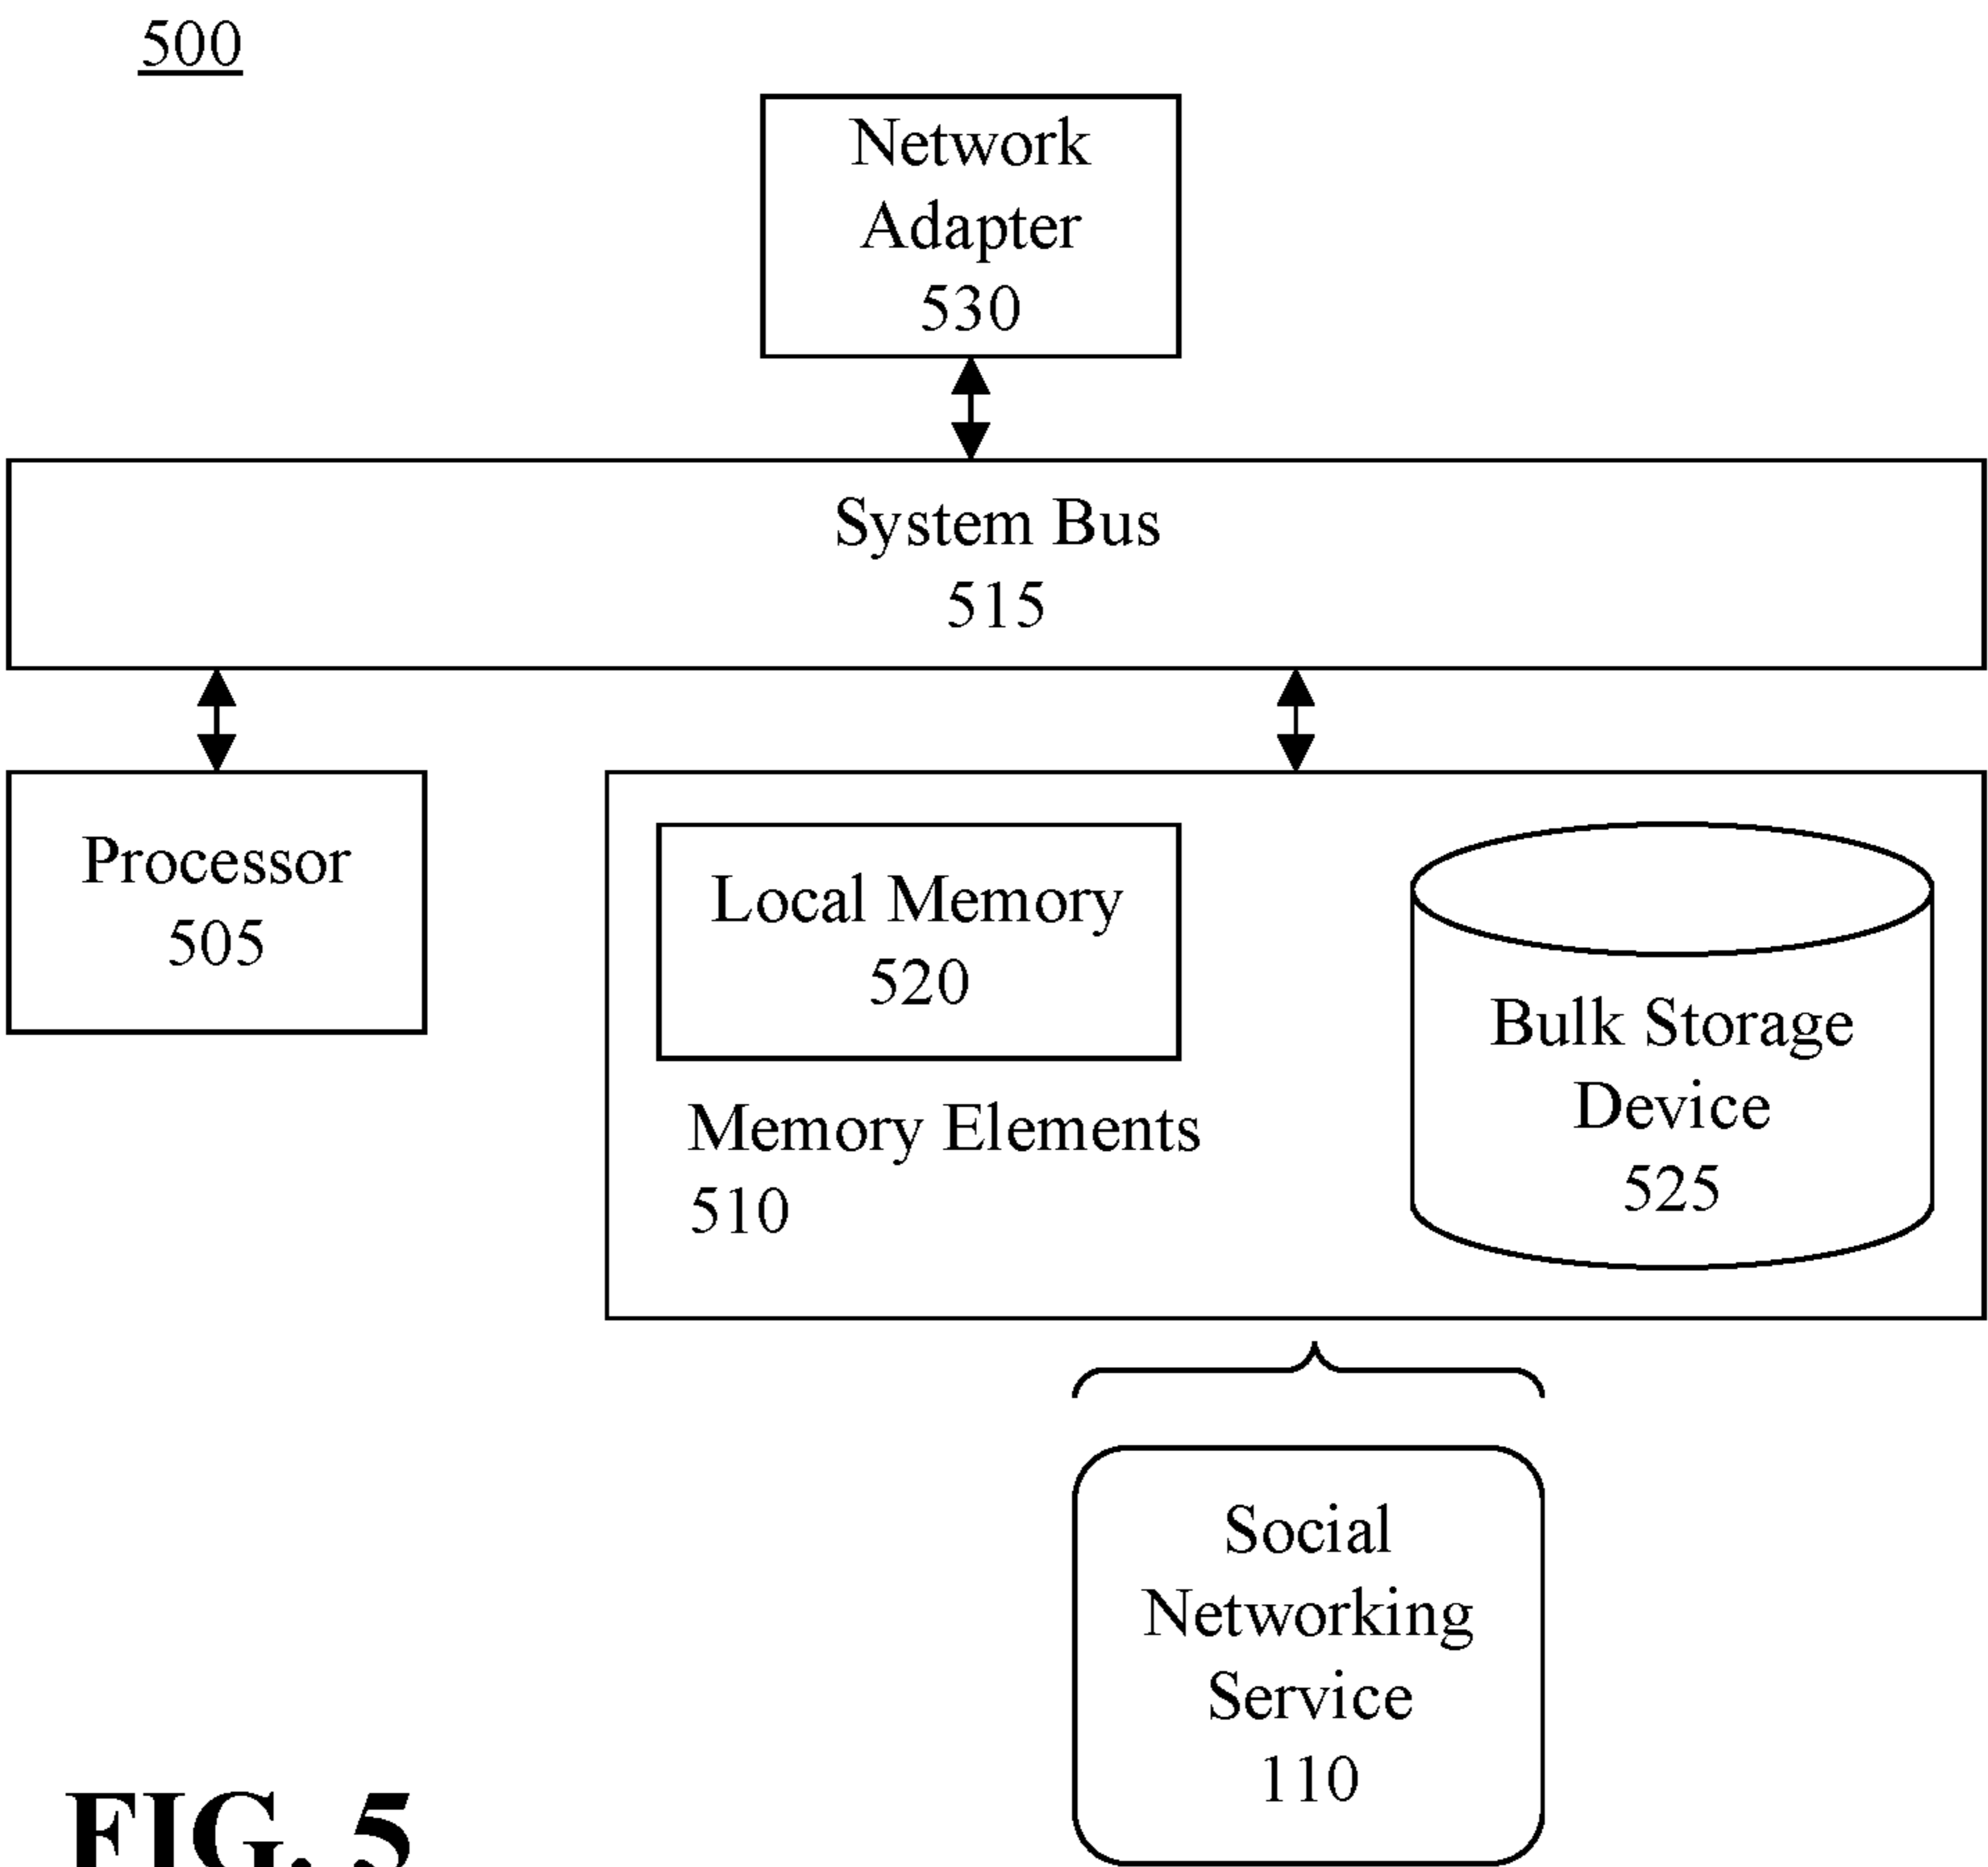 500
Network
Adapter
530
System Bus
515
Processor
505
Local Memory
520
Memory Elements
510
Bulk Storage
Device
525
Social
Networking
Service
110
FIG. 5